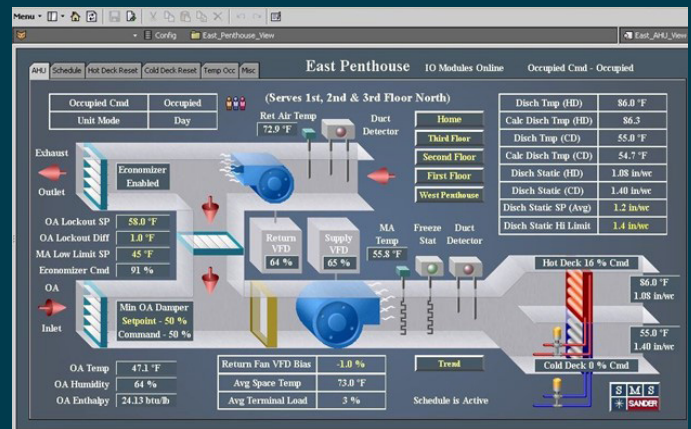 Menu
Config
East_Penthouse_View
East_AHU_View
AHU
Schedule
Hot Deck Reset
Cold Deck Reset
Temp Occ
Misc
East Penthouse
IO Modules Online
Occupied Cmd - Occupied
Occupied Cmd Occupied
Unit Mode Day
(Serves 1st, 2nd & 3rd Floor North)
Ret Air Temp
72.9 °F
Duct
Detector
Home
Third Floor
Second Floor
First Floor
West Penthouse
Disch Tmp (HD) 86.0 °F
Calc Disch Tmp (HD) 86.3
Disch Tmp (CD) 55.0 °F
Calc Disch Tmp (CD) 54.7 °F
Disch Static (HD) 1.08 in/wc
Disch Static (CD) 1.40 in/wc
Disch Static SP (Avg) 1.2 in/wc
Disch Static Hi Limit 1.4 in/wc
Exhaust
Outlet
Economizer
Enabled
OA Lockout SP 58.0 °F
OA Lockout Diff 1.0 °F
MA Low Limit SP 45 °F
Economizer Cmd 91 %
OA
Inlet
Return
VFD
64 %
Supply
VFD
65 %
MA
Temp
55.8 °F
Freeze
Stat
Duct
Detector
Hot Deck 16 % Cmd
86.0 °F
1.08 in/wc
55.0 °F
1.40 in/wc
Cold Deck 0 % Cmd
Min OA Damper
Setpoint - 50 %
Command - 50 %
OA Temp 47.1 °F
OA Humidity 64 %
OA Enthalpy 24.13 btu/lb
Return Fan VFD Bias -1.0 %
Avg Space Temp 73.0 °F
Avg Terminal Load 3 %
Trend
Schedule is Active
S M S
SANDER